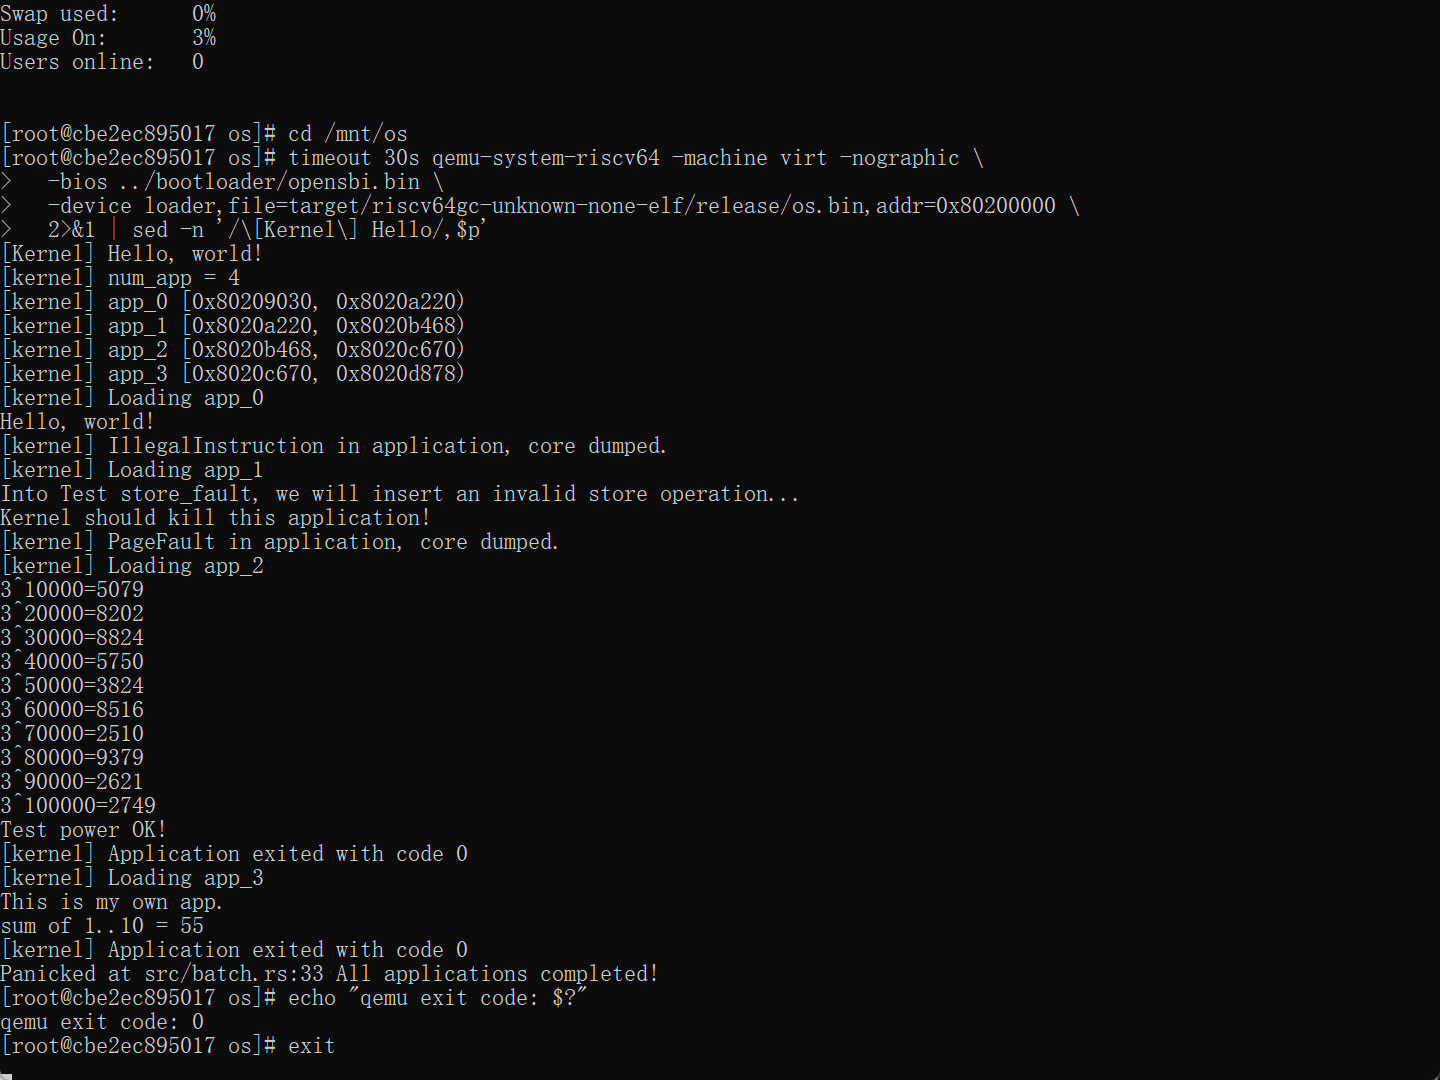 Swap used:      0%
Usage On:       3%
Users online:   0
[root@cbe2ec895017 os]# cd /mnt/os
[root@cbe2ec895017 os]# timeout 30s qemu-system-riscv64 -machine virt -nographic \
>   -bios ../bootloader/opensbi.bin \
>   -device loader,file=target/riscv64gc-unknown-none-elf/release/os.bin,addr=0x80200000 \
>   2>&1 | sed -n '/\[Kernel\] Hello/,$p'
[Kernel] Hello, world!
[kernel] num_app = 4
[kernel] app_0 [0x80209030, 0x8020a220)
[kernel] app_1 [0x8020a220, 0x8020b468)
[kernel] app_2 [0x8020b468, 0x8020c670)
[kernel] app_3 [0x8020c670, 0x8020d878)
[kernel] Loading app_0
Hello, world!
[kernel] IllegalInstruction in application, core dumped.
[kernel] Loading app_1
Into Test store_fault, we will insert an invalid store operation...
Kernel should kill this application!
[kernel] PageFault in application, core dumped.
[kernel] Loading app_2
3^10000=5079
3^20000=8202
3^30000=8824
3^40000=5750
3^50000=3824
3^60000=8516
3^70000=2510
3^80000=9379
3^90000=2621
3^100000=2749
Test power OK!
[kernel] Application exited with code 0
[kernel] Loading app_3
This is my own app.
sum of 1..10 = 55
[kernel] Application exited with code 0
Panicked at src/batch.rs:33 All applications completed!
[root@cbe2ec895017 os]# echo "qemu exit code: $?"
qemu exit code: 0
[root@cbe2ec895017 os]# exit